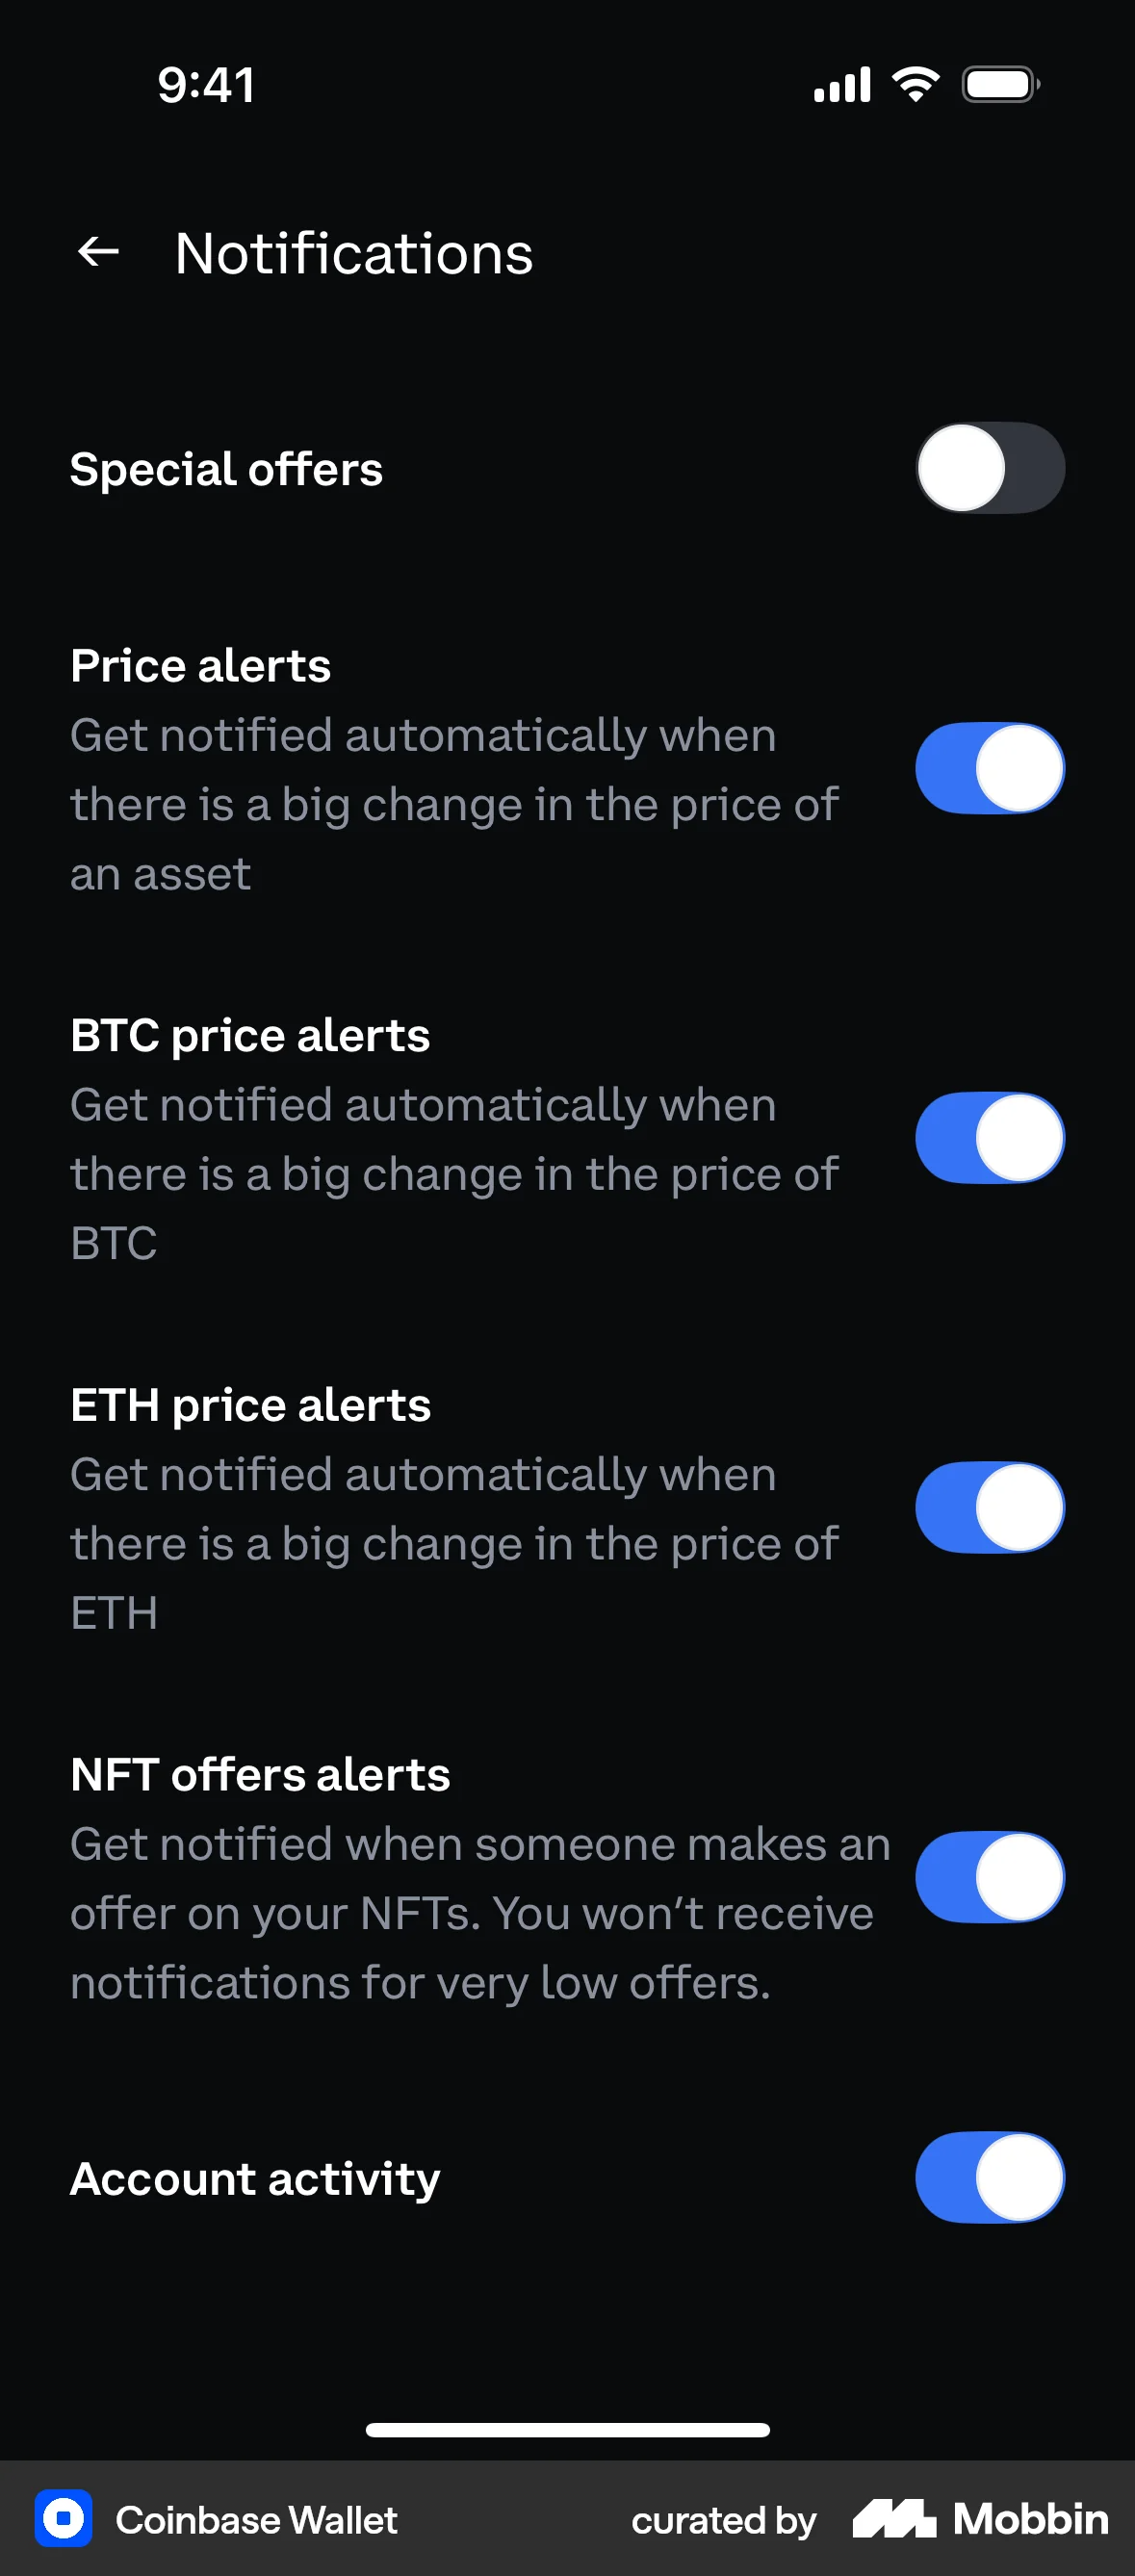 9:41
Notifications
Special offers
Price alerts
Get notified automatically when
there is a big change in the price of
an asset
BTC price alerts
Get notified automatically when
there is a big change in the price of
BTC
ETH price alerts
Get notified automatically when
there is a big change in the price of
ETH
NFT offers alerts
Get notified when someone makes an
offer on your NFTs. You won’t receive
notifications for very low offers.
Account activity
Coinbase Wallet
curated by Mobbin